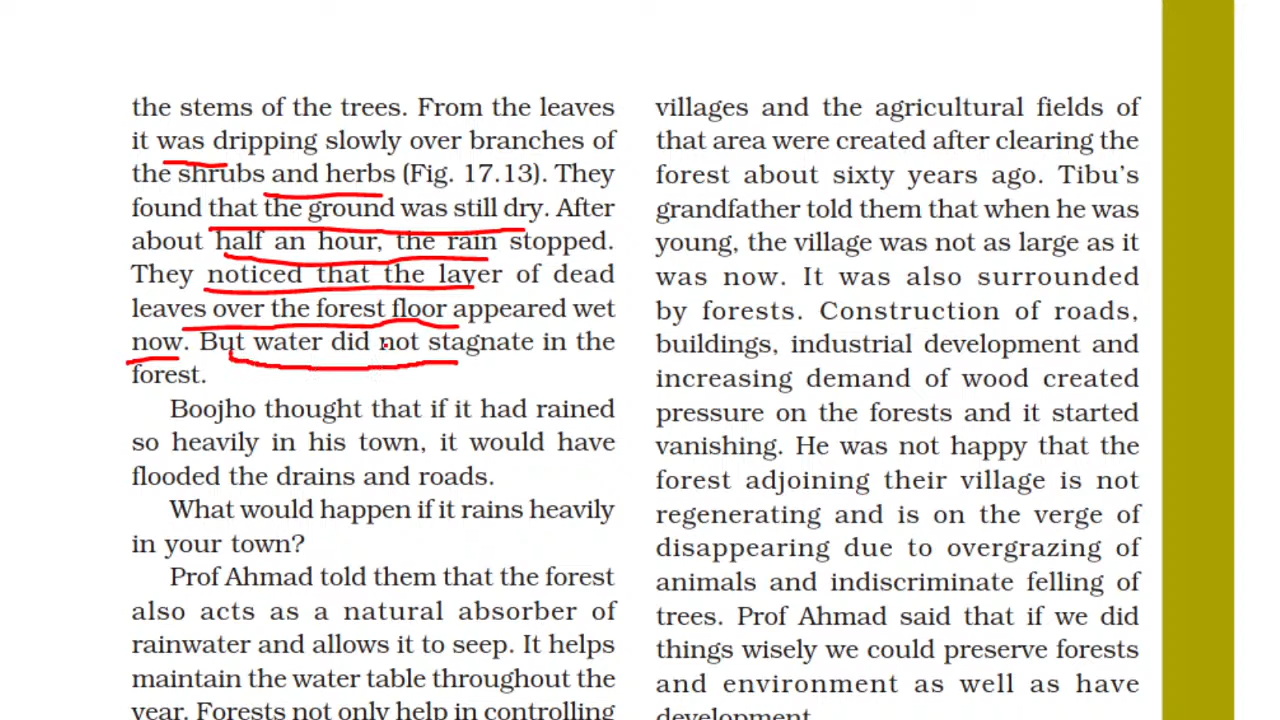 the stems of the trees. From the leaves
it was dripping slowly over branches of
the shrubs and herbs (Fig. 17.13). They
found that the ground was still dry. After
about half an hour, the rain stopped.
They noticed that the layer of dead
leaves over the forest floor appeared wet
now. But water did not stagnate in the
forest.
Boojho thought that if it had rained
so heavily in his town, it would have
flooded the drains and roads.
What would happen if it rains heavily
in your town?
Prof Ahmad told them that the forest
also acts as a natural absorber of
rainwater and allows it to seep. It helps
maintain the water table throughout the
year. Forests not only help in controlling
villages and the agricultural fields of
that area were created after clearing the
forest about sixty years ago. Tibu's
grandfather told them that when he was
young, the village was not as large as it
was now. It was also surrounded
by forests. Construction of roads,
buildings, industrial development and
increasing demand of wood created
pressure on the forests and it started
vanishing. He was not happy that the
forest adjoining their village is not
regenerating and is on the verge of
disappearing due to overgrazing of
animals and indiscriminate felling of
trees. Prof Ahmad said that if we did
things wisely we could preserve forests
and environment as well as have
development.